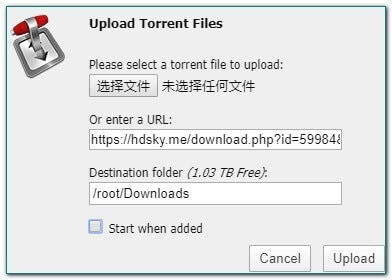 Upload Torrent Files
Please select a torrent file to upload:
选择文件 未选择任何文件
Or enter a URL:
https://hdsky.me/download.php?id=59984
Destination folder (1.03 TB Free):
/root/Downloads
Start when added
Cancel Upload